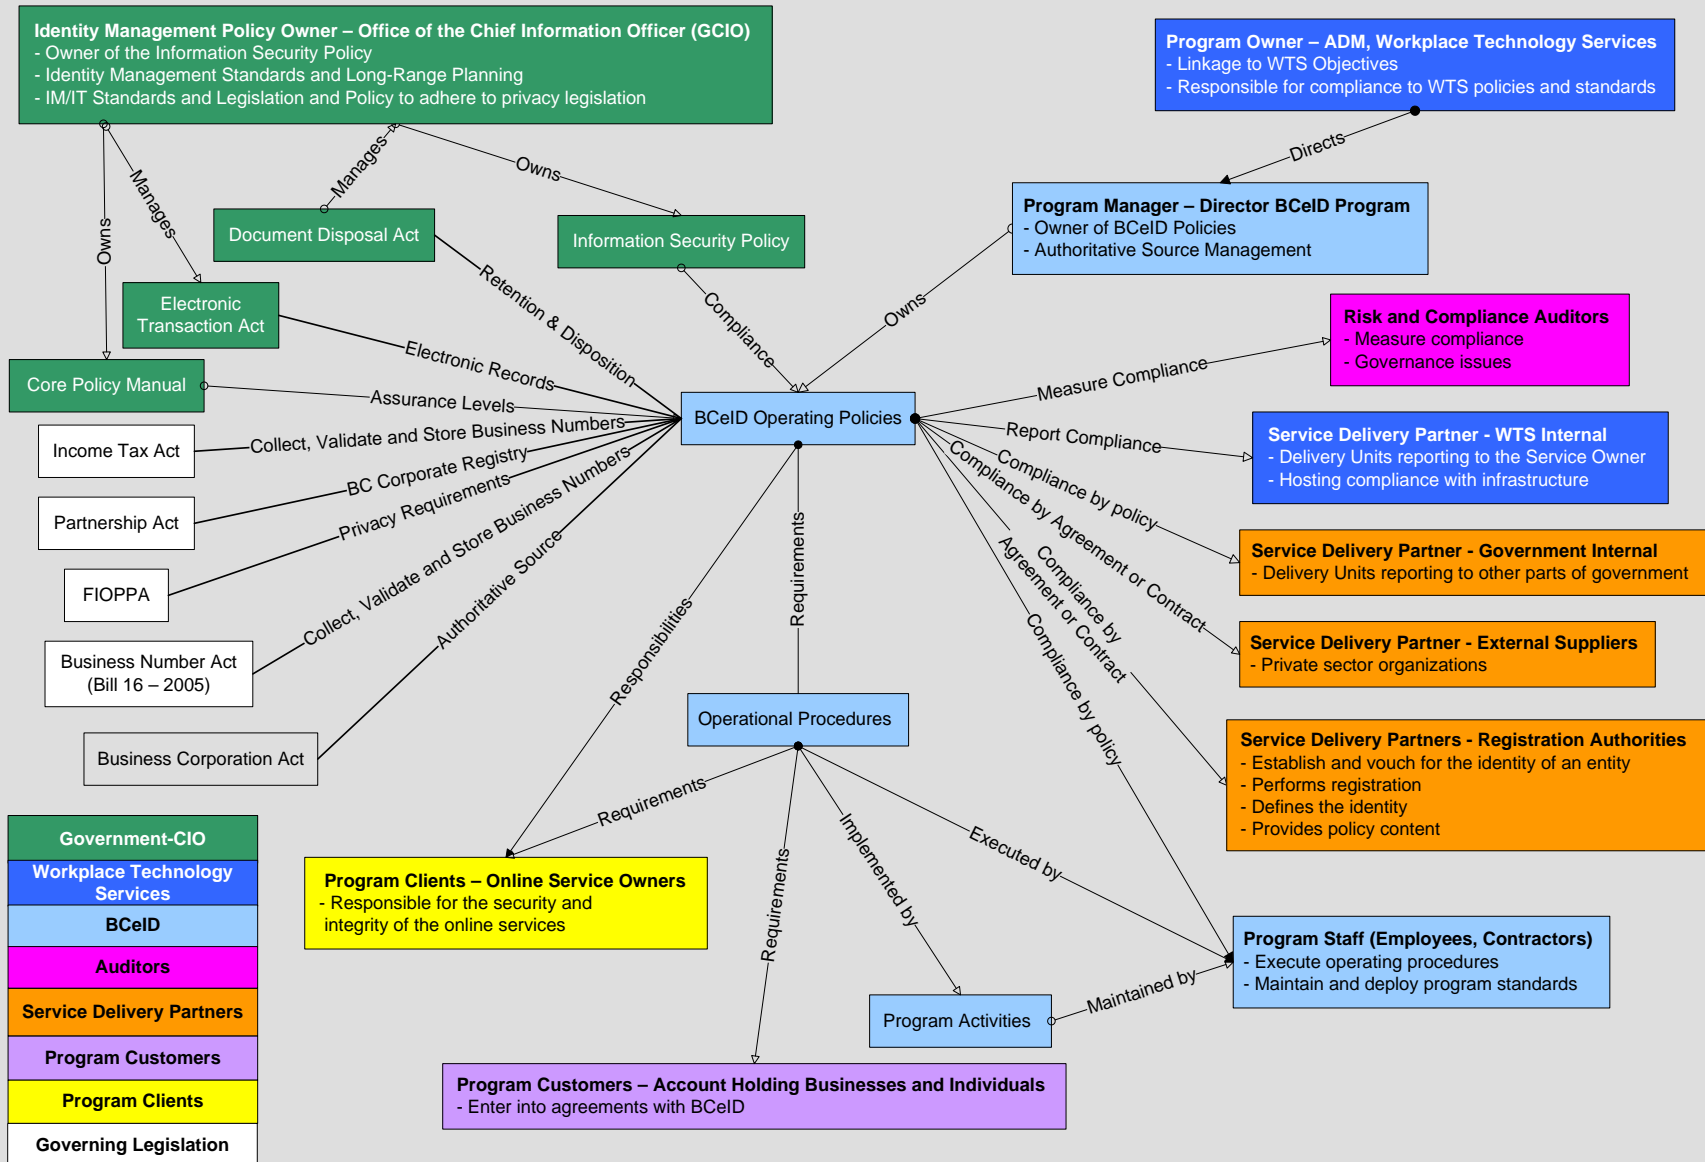 Identity Management Policy Owner – Office of the Chief Information Officer (GCIO)
- Owner of the Information Security Policy
- Identity Management Standards and Long-Range Planning
- IM/IT Standards and Legislation and Policy to adhere to privacy legislation
Program Owner – ADM, Workplace Technology Services
- Linkage to WTS Objectives
- Responsible for compliance to WTS policies and standards
Manages
Owns
Manages
Owns
Directs
Document Disposal Act
Information Security Policy
Program Manager – Director BCeID Program
- Owner of BCeID Policies
- Authoritative Source Management
Electronic
Transaction Act
Retention & Disposition
Compliance
Owns
Risk and Compliance Auditors
- Measure compliance
- Governance issues
Core Policy Manual
Electronic Records
Assurance Levels
BCeID Operating Policies
Measure Compliance
Report Compliance
Income Tax Act
Collect, Validate and Store Business Numbers
Service Delivery Partner - WTS Internal
- Delivery Units reporting to the Service Owner
- Hosting compliance with infrastructure
Partnership Act
BC Corporate Registry
Compliance by policy
Service Delivery Partner - Government Internal
- Delivery Units reporting to other parts of government
FIOPPA
Privacy Requirements
Compliance by Agreement or Contract
Service Delivery Partner - External Suppliers
- Private sector organizations
Business Number Act
(Bill 16 – 2005)
Collect, Validate and Store Business Numbers
Compliance by
Agreement or Contract
Service Delivery Partners - Registration Authorities
- Establish and vouch for the identity of an entity
- Performs registration
- Defines the identity
- Provides policy content
Business Corporation Act
Authoritative Source
Responsibilities
Requirements
Compliance by policy
Operational Procedures
Requirements
Requirements
Implemented by
Executed by
Program Clients – Online Service Owners
- Responsible for the security and
integrity of the online services
Program Staff (Employees, Contractors)
- Execute operating procedures
- Maintain and deploy program standards
Program Activities
Maintained by
Program Customers – Account Holding Businesses and Individuals
- Enter into agreements with BCeID
Government-CIO
Workplace Technology
Services
BCeID
Auditors
Service Delivery Partners
Program Customers
Program Clients
Governing Legislation